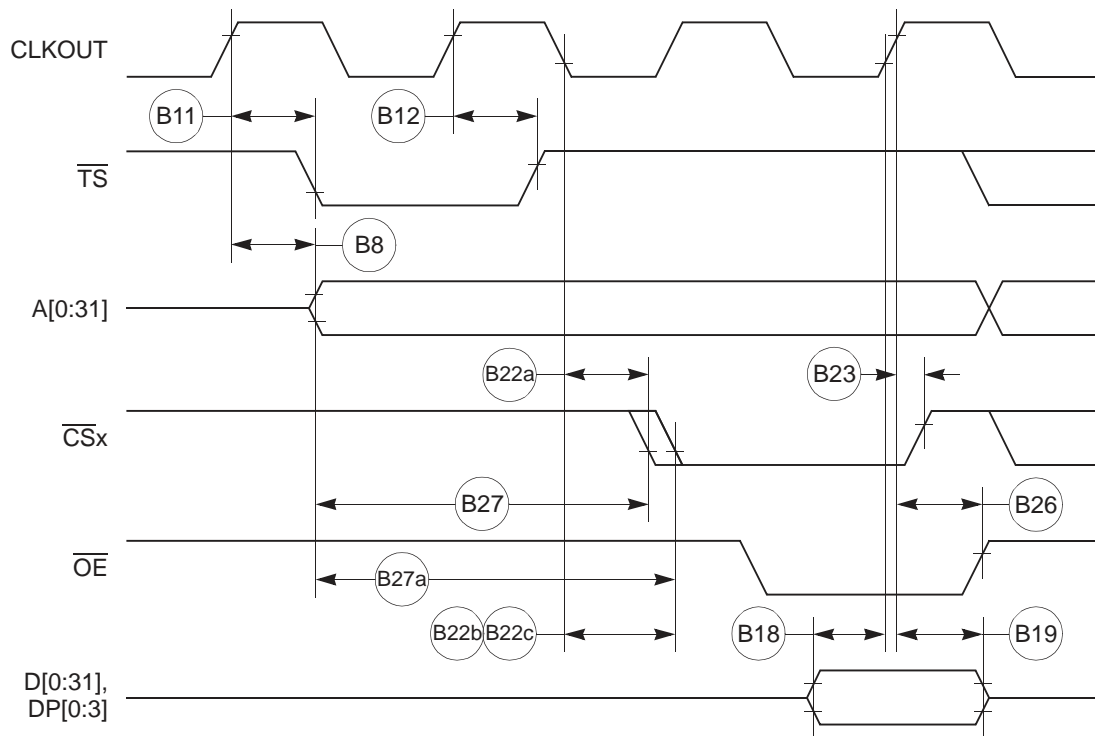 CLKOUT
B11
B12
TS
B8
A[0:31]
B22a
B23
CSx
B27
B26
OE
B27a
B22b B22c
B18
B19
D[0:31],
DP[0:3]